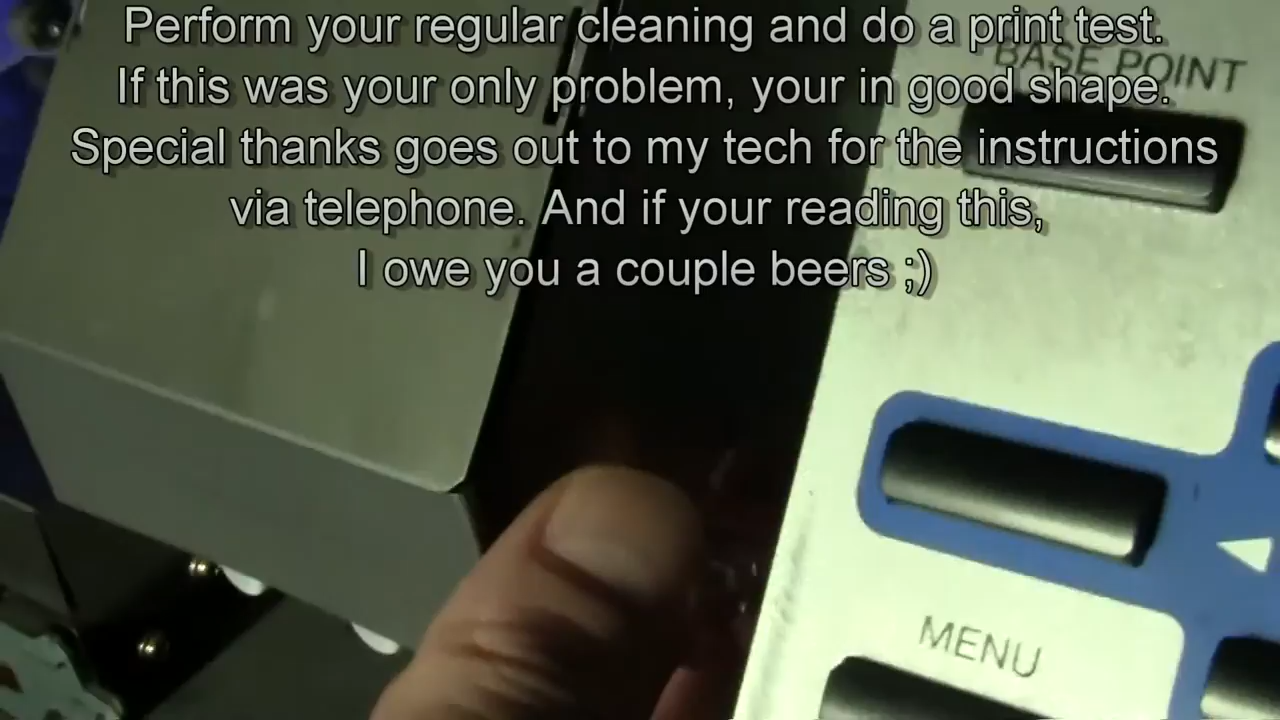 Perform your regular cleaning and do a print test.
If this was your only problem, your in good shape.
Special thanks goes out to my tech for the instructions
via telephone. And if your reading this,
I owe you a couple beers ;)
BASE POINT
MENU